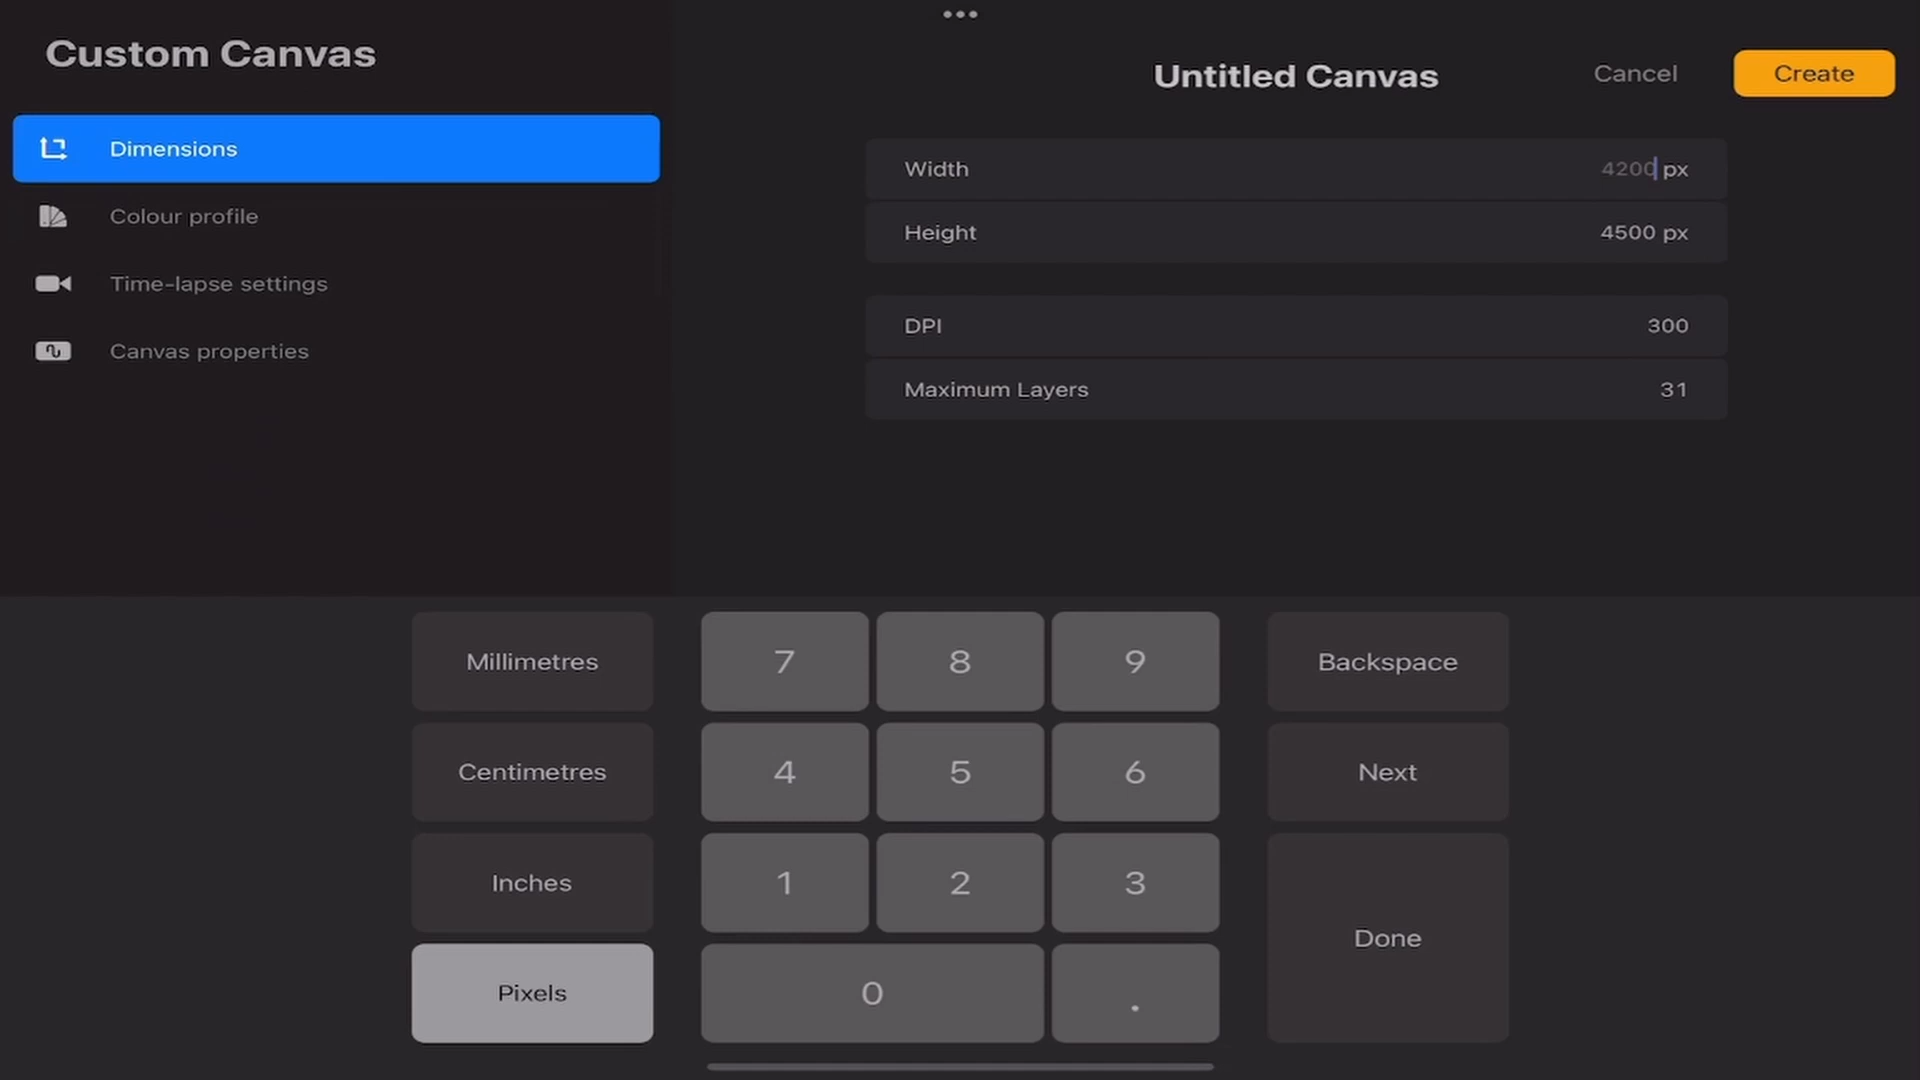 Custom Canvas
Dimensions
Colour profile
Time-lapse settings
Canvas properties
Untitled Canvas
Cancel
Create
Width 4200 px
Height 4500 px
DPI 300
Maximum Layers 31
Millimetres 7 8 9 Backspace
Centimetres 4 5 6 Next
Inches 1 2 3
Done
Pixels 0 .